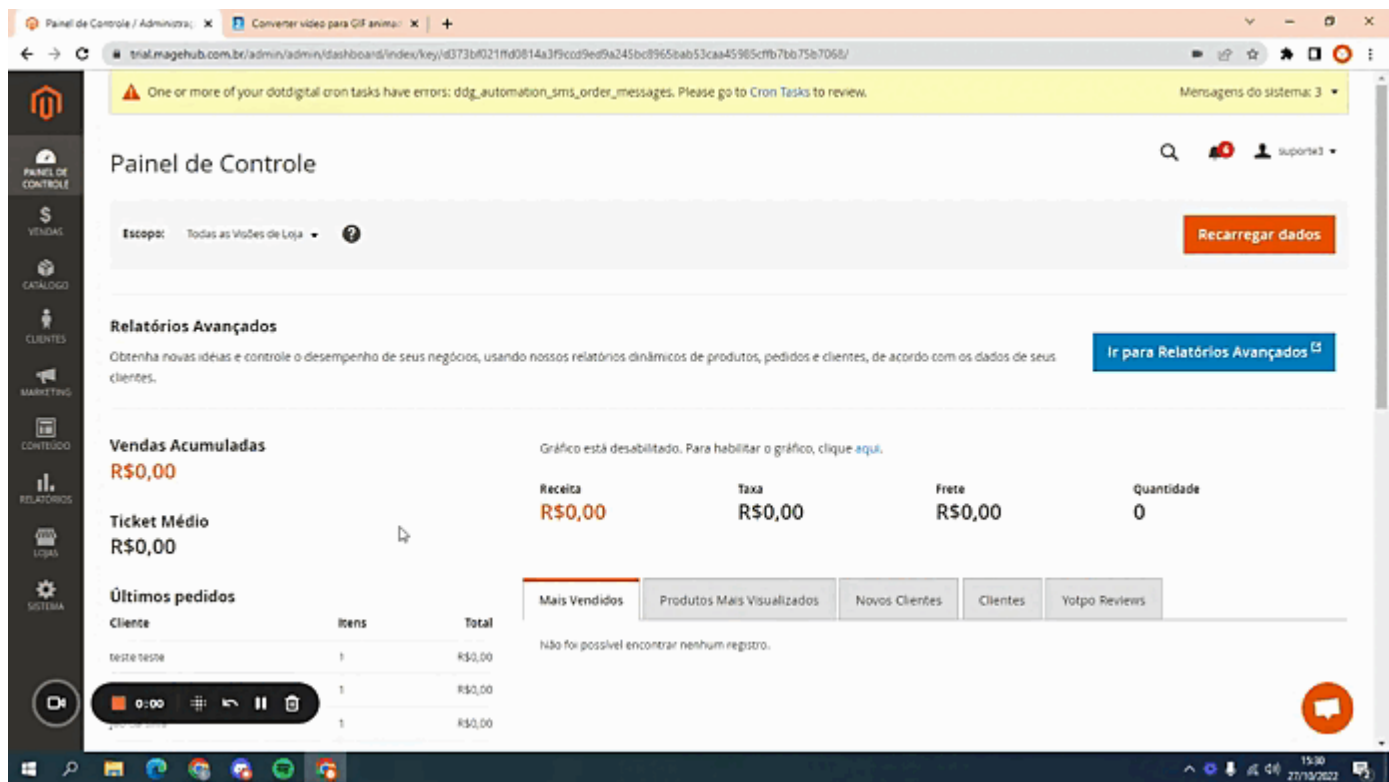 Painel de Controle / Administraç
Converter vídeo para GIF anima
trial.magehub.com.br/admin/admin/dashboard/index/key/d373bf021ffd0814a3f9ccd9ed9a245bc8965bab53caa45985cffb7bb75b7068/
One or more of your dotdigital cron tasks have errors: ddg_automation_sms_order_messages. Please go to Cron Tasks to review.
Mensagens do sistema: 3
Painel de Controle
suporte3
PAINEL DE CONTROLE
VENDAS
CATÁLOGO
CLIENTES
MARKETING
CONTEÚDO
RELATÓRIOS
LOJAS
SISTEMA
Escopo: Todas as Visões de Loja
Recarregar dados
Relatórios Avançados
Obtenha novas idéias e controle o desempenho de seus negócios, usando nossos relatórios dinâmicos de produtos, pedidos e clientes, de acordo com os dados de seus
clientes.
Ir para Relatórios Avançados
Vendas Acumuladas
R$0,00
Ticket Médio
R$0,00
Gráfico está desabilitado. Para habilitar o gráfico, clique aqui.
Receita Taxa Frete Quantidade
R$0,00 R$0,00 R$0,00 0
Últimos pedidos
Cliente Itens Total
teste teste 1 R$0,00
1 R$0,00
1 R$0,00
Mais Vendidos Produtos Mais Visualizados Novos Clientes Clientes Yotpo Reviews
Não foi possível encontrar nenhum registro.
0:00
15:30
27/10/2022